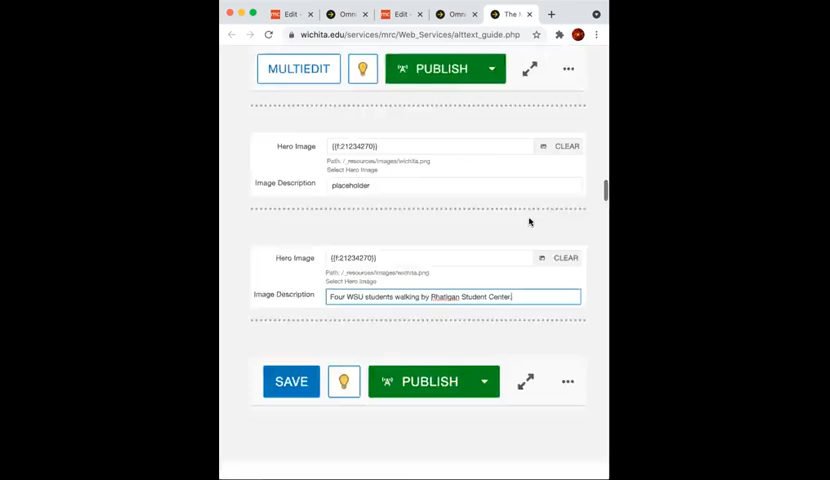 Edit -
Omn
Edit -
Omn
The I
wichita.edu/services/mrc/Web_Services/alttext_guide.php
MULTIEDIT
PUBLISH
Hero Image
{{f:21234270}}
CLEAR
Path: /_resources/images/wichita.png
Select Hero Image
Image Description
placeholder
Hero Image
{{f:21234270}}
CLEAR
Path: /_resources/images/wichita.png
Select Hero Image
Image Description
Four WSU students walking by Rhatigan Student Center.
SAVE
PUBLISH